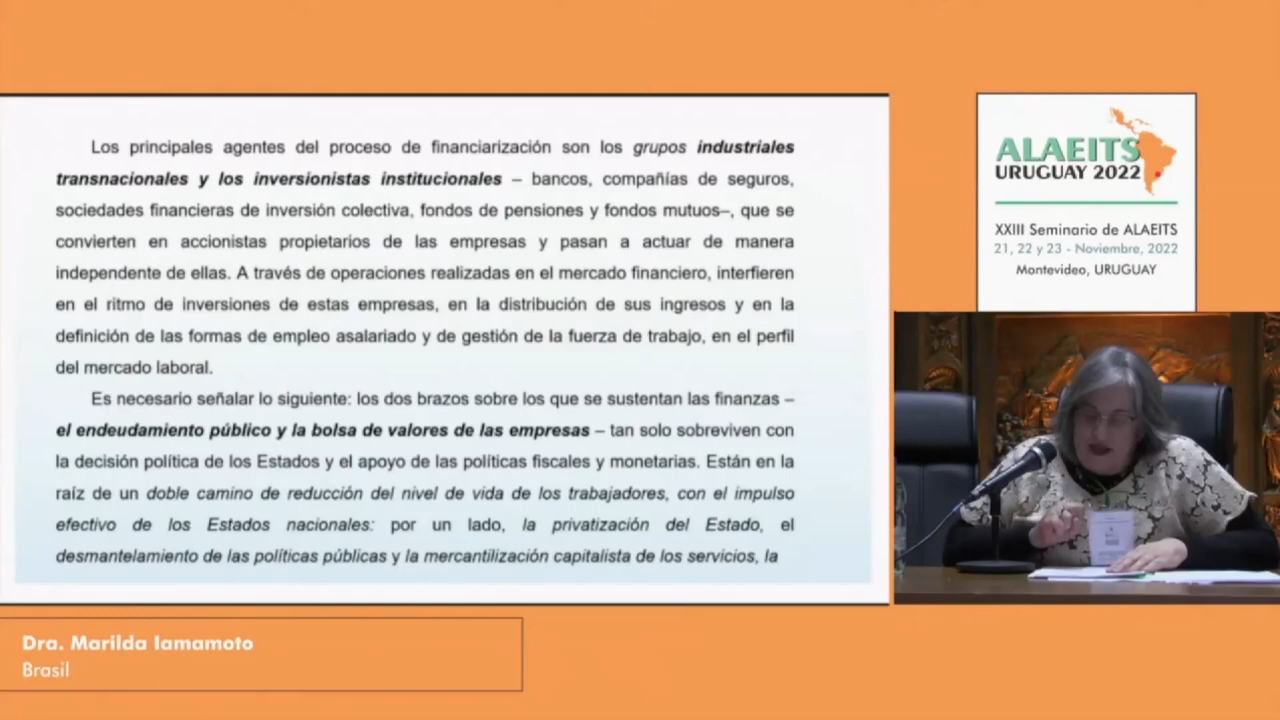 Los principales agentes del proceso de financiarización son los grupos industriales
transnacionales y los inversionistas institucionales – bancos, compañías de seguros,
sociedades financieras de inversión colectiva, fondos de pensiones y fondos mutuos–, que se
convierten en accionistas propietarios de las empresas y pasan a actuar de manera
independente de ellas. A través de operaciones realizadas en el mercado financiero, interfieren
en el ritmo de inversiones de estas empresas, en la distribución de sus ingresos y en la
definición de las formas de empleo asalariado y de gestión de la fuerza de trabajo, en el perfil
del mercado laboral.
Es necesario señalar lo siguiente: los dos brazos sobre los que se sustentan las finanzas –
el endeudamiento público y la bolsa de valores de las empresas – tan solo sobreviven con
la decisión política de los Estados y el apoyo de las políticas fiscales y monetarias. Están en la
raíz de un doble camino de reducción del nivel de vida de los trabajadores, con el impulso
efectivo de los Estados nacionales: por un lado, la privatización del Estado, el
desmantelamiento de las políticas públicas y la mercantilización capitalista de los servicios, la
ALAEITS
URUGUAY 2022
XXIII Seminario de ALAEITS
21, 22 y 23 - Noviembre, 2022
Montevideo, URUGUAY
Dra. Marilda Iamamoto
Brasil